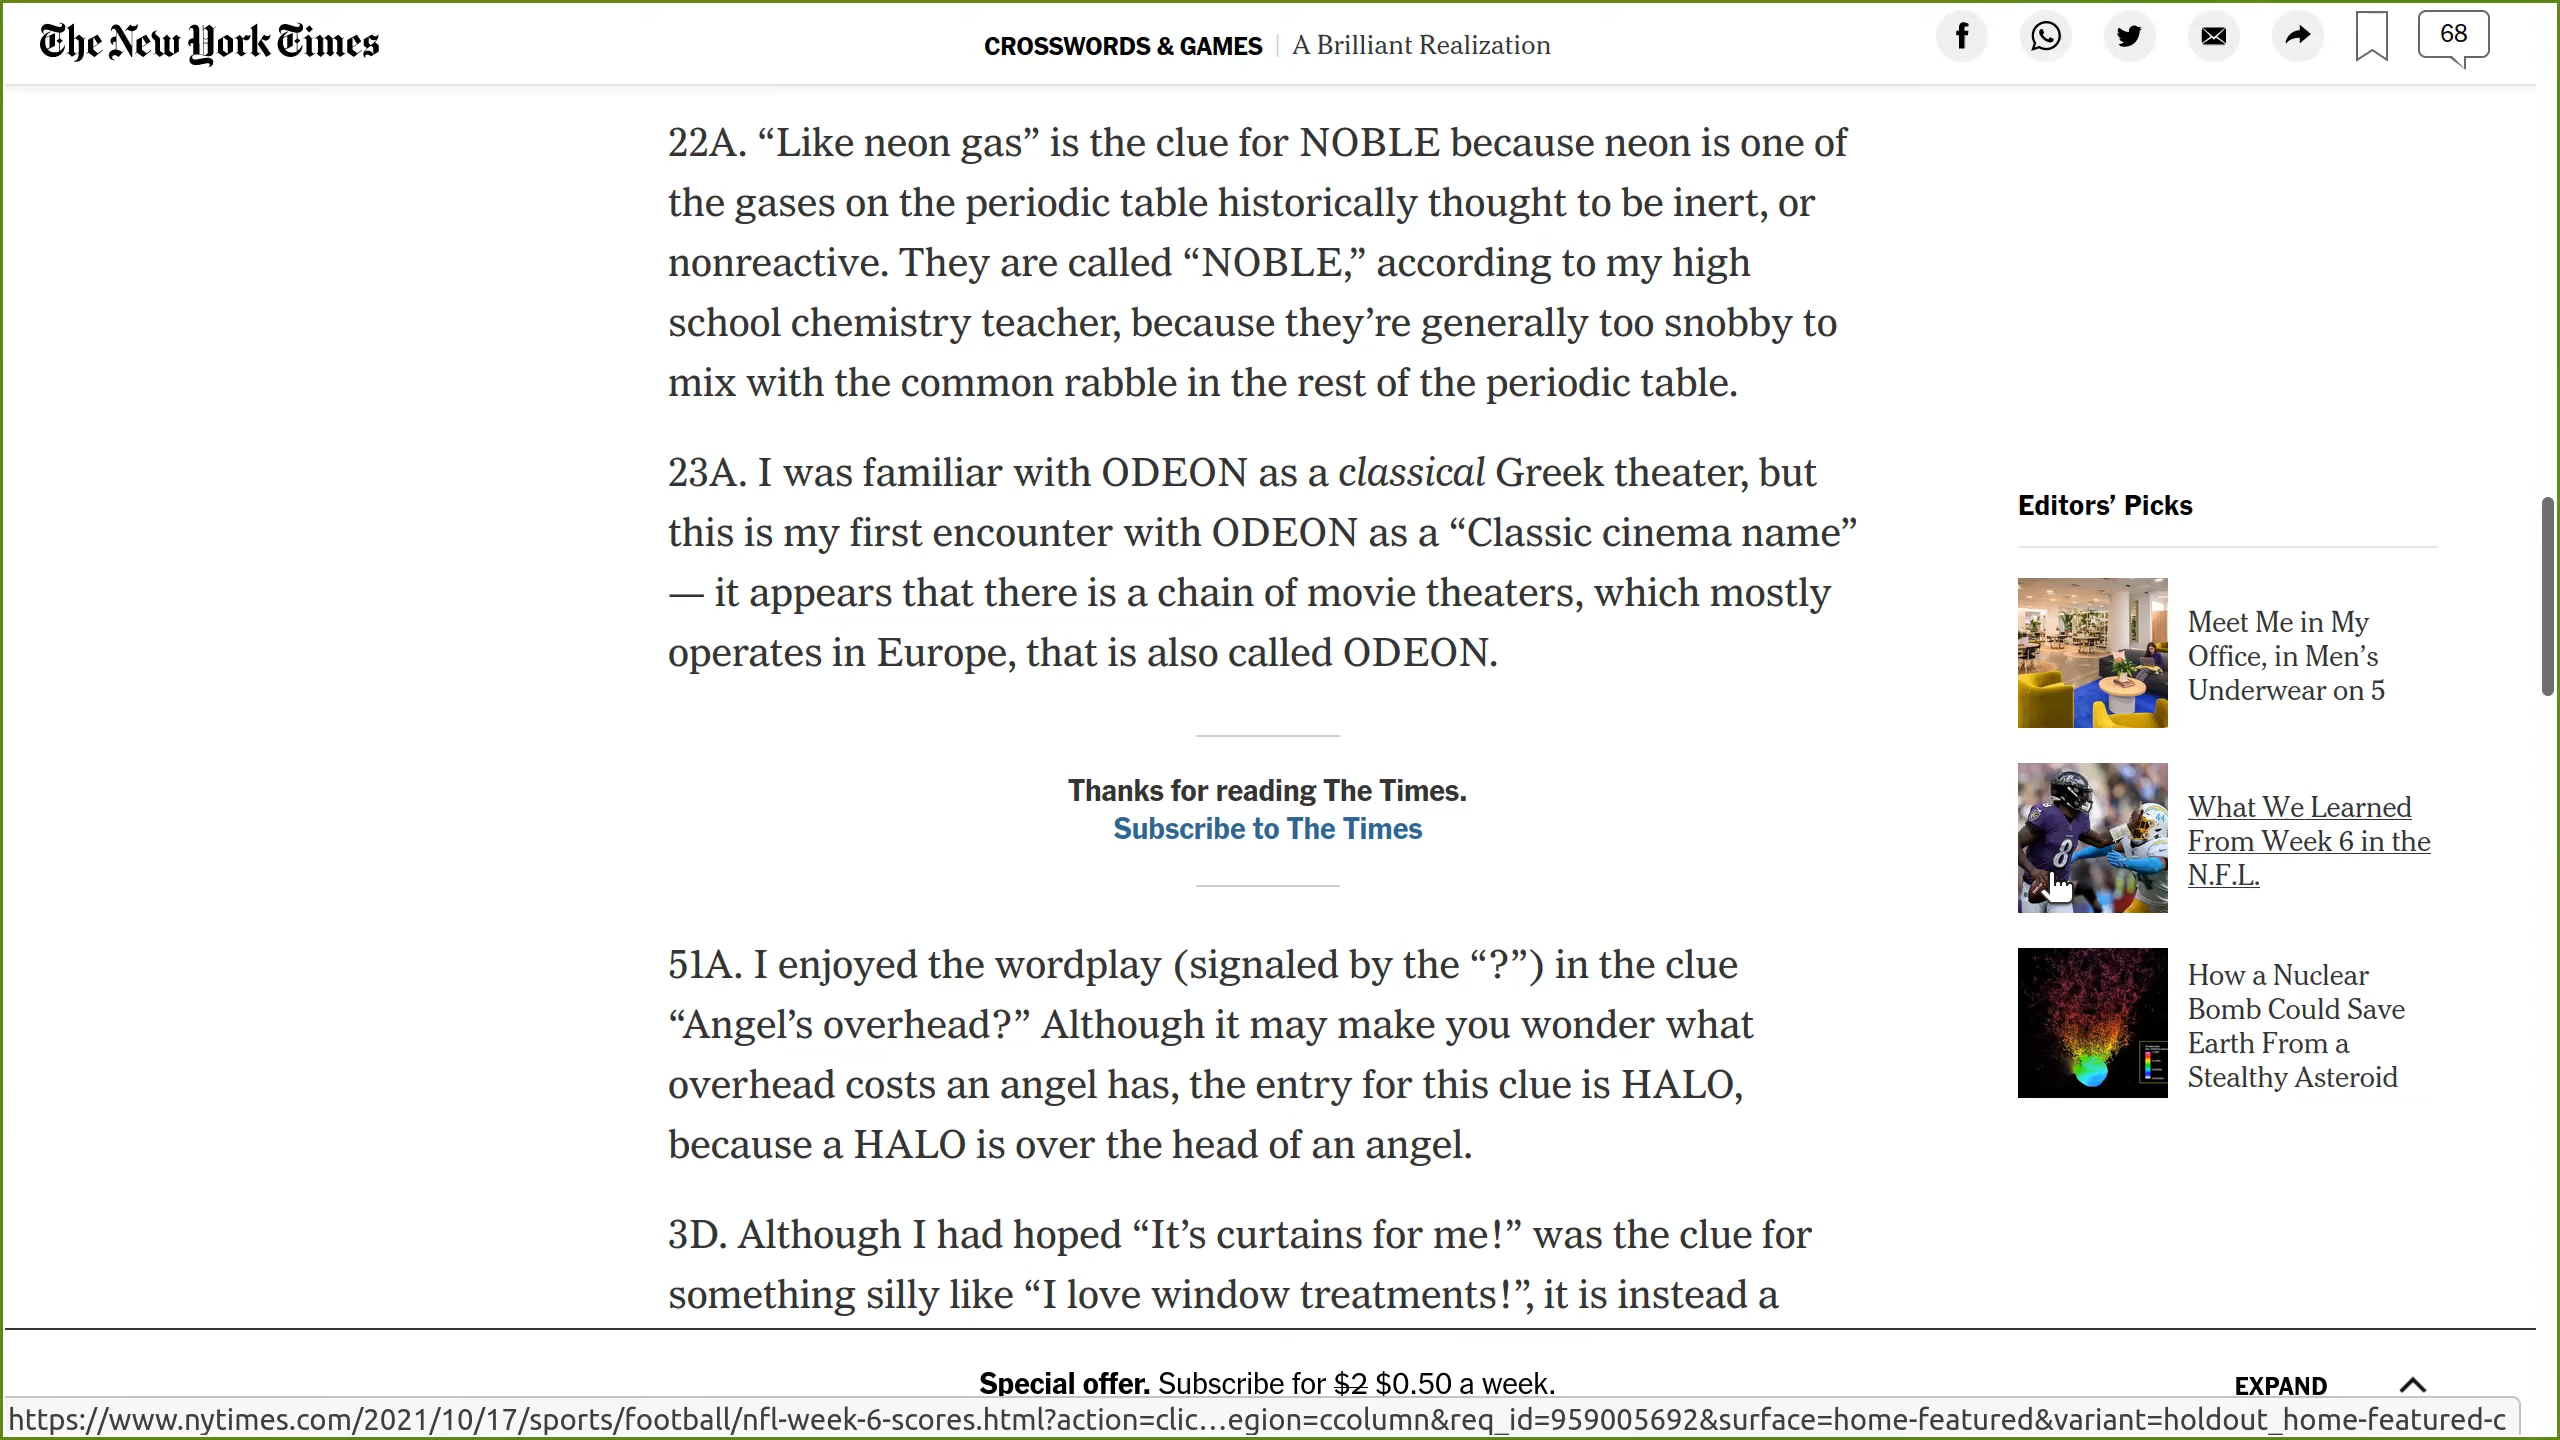 The New York Times
CROSSWORDS & GAMES | A Brilliant Realization
68
22A. “Like neon gas” is the clue for NOBLE because neon is one of
the gases on the periodic table historically thought to be inert, or
nonreactive. They are called “NOBLE,” according to my high
school chemistry teacher, because they’re generally too snobby to
mix with the common rabble in the rest of the periodic table.
23A. I was familiar with ODEON as a classical Greek theater, but
this is my first encounter with ODEON as a “Classic cinema name”
— it appears that there is a chain of movie theaters, which mostly
operates in Europe, that is also called ODEON.
Thanks for reading The Times.
Subscribe to The Times
51A. I enjoyed the wordplay (signaled by the “?”) in the clue
“Angel’s overhead?” Although it may make you wonder what
overhead costs an angel has, the entry for this clue is HALO,
because a HALO is over the head of an angel.
3D. Although I had hoped “It’s curtains for me!” was the clue for
something silly like “I love window treatments!”, it is instead a
Editors’ Picks
Meet Me in My
Office, in Men’s
Underwear on 5
8
44
What We Learned
From Week 6 in the
N.F.L.
How a Nuclear
Bomb Could Save
Earth From a
Stealthy Asteroid
Special offer. Subscribe for $2 $0.50 a week.
EXPAND
https://www.nytimes.com/2021/10/17/sports/football/nfl-week-6-scores.html?action=clic…egion=ccolumn&req_id=959005692&surface=home-featured&variant=holdout_home-featured-c